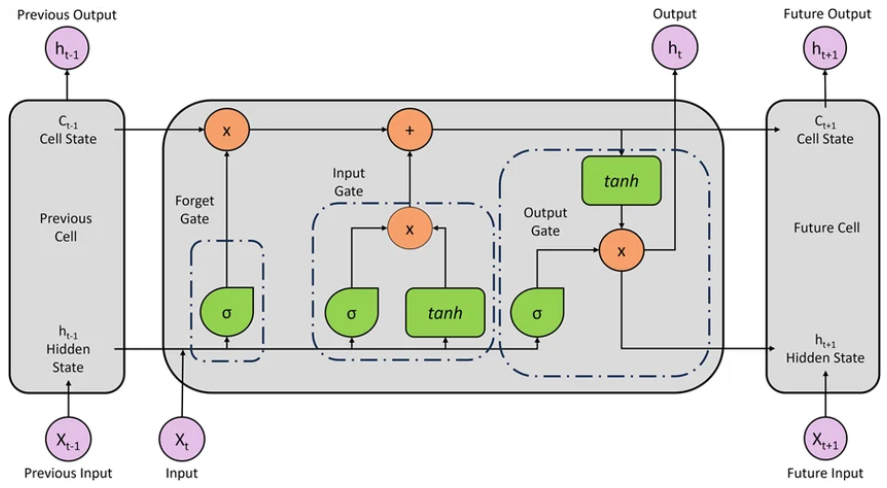 Previous Output
Output
Future Output
ht-1
ht
ht+1
Ct-1
Cell State
x
+
Ct+1
Cell State
Input
Gate
tanh
Forget
Gate
Output
Gate
Previous
Cell
x
x
Future Cell
σ
σ
tanh
σ
ht-1
Hidden
State
ht+1
Hidden State
Xt-1
Xt
Xt+1
Previous Input
Input
Future Input